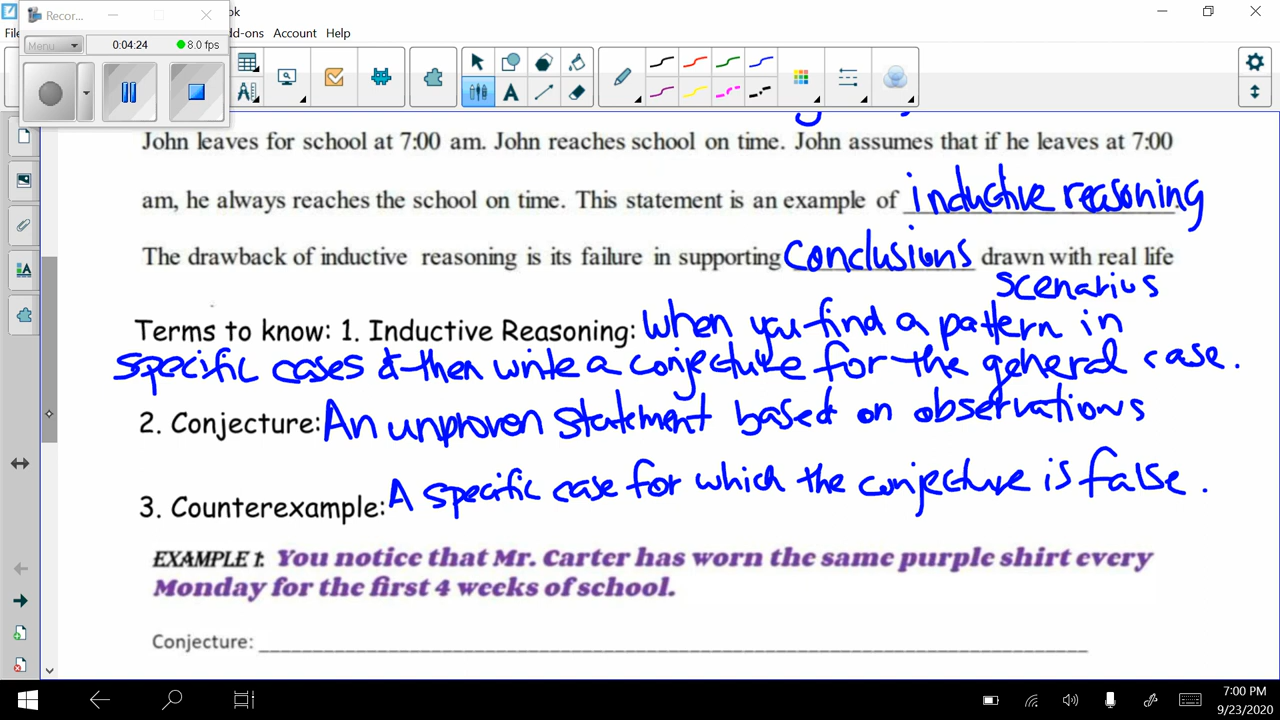 Recor...
ok
Menu
0:04:24
8.0 fps
dd-ons Account Help
John leaves for school at 7:00 am. John reaches school on time. John assumes that if he leaves at 7:00
am, he always reaches the school on time. This statement is an example of inductive reasoning.
The drawback of inductive reasoning is its failure in supporting conclusions drawn with real life
scenarios
Terms to know: 1. Inductive Reasoning: When you find a pattern in
specific cases & then write a conjecture for the general case.
2. Conjecture: An unproven statement based on observations
3. Counterexample: A specific case for which the conjecture is false.
EXAMPLE 1: You notice that Mr. Carter has worn the same purple shirt every
Monday for the first 4 weeks of school.
Conjecture:
7:00 PM
9/23/2020